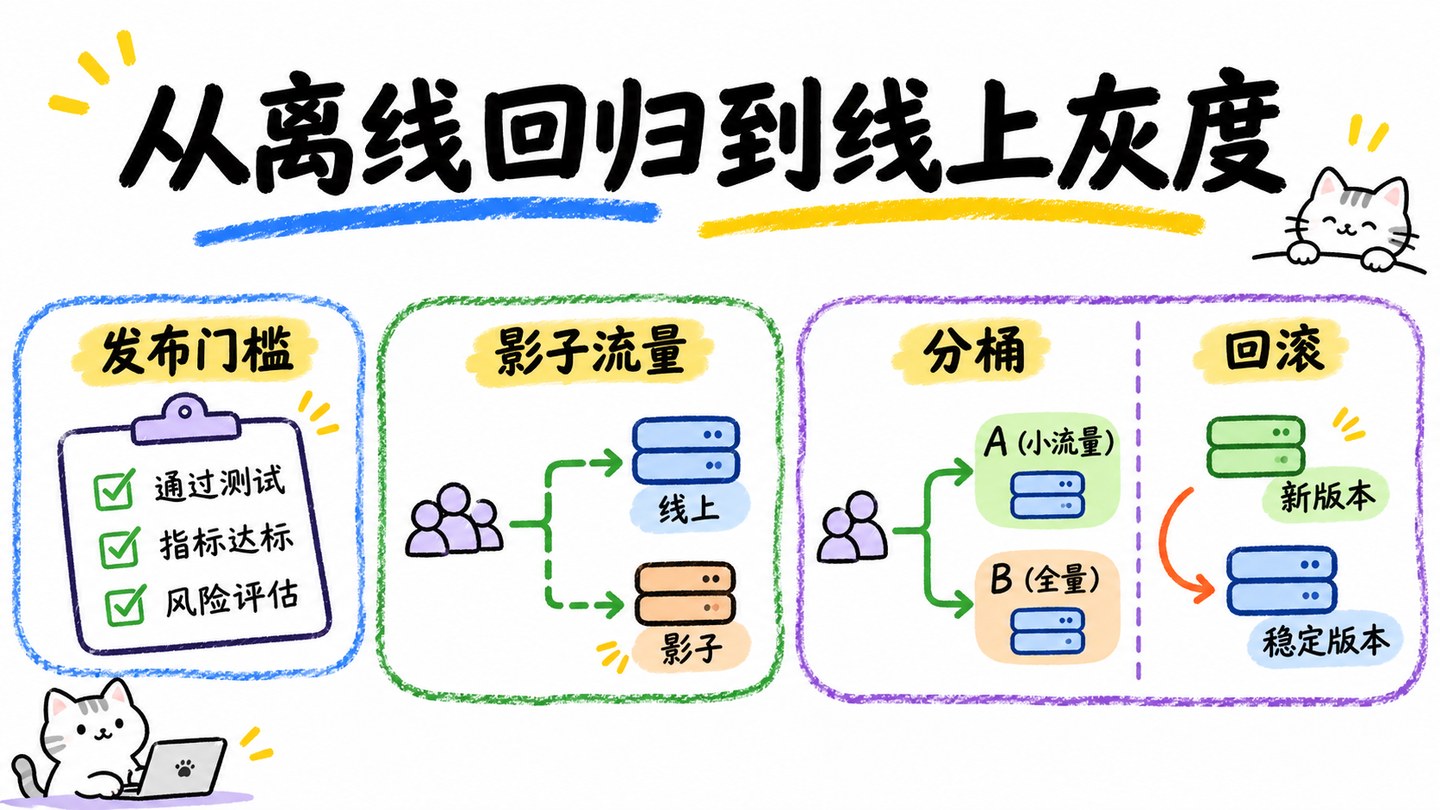 从离线回归到线上灰度
发布门槛
通过测试
指标达标
风险评估
影子流量
线上
影子
分桶
A (小流量)
B (全量)
回滚
新版本
稳定版本